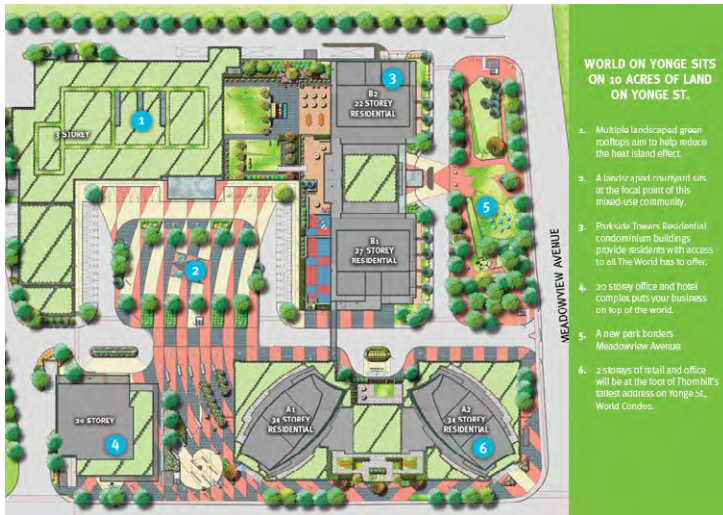 WORLD ON YONGE SITS
ON 10 ACRES OF LAND
ON YONGE ST.
1. Multiple landscaped green
rooftops aim to help reduce
the heat island effect.
2. A landscaped courtyard sits
at the focal point of this
mixed-use community.
3. Parkside Towers Residential
condominium buildings
provide residents with access
to all The World has to offer.
4. 20 storey office and hotel
complex puts your business
on top of the world.
5. A new park borders
Meadowview Avenue.
6. 2 storeys of retail and office
will be at the foot of Thornhill's
tallest address on Yonge St.,
World Condos.
3
B2
22 STOREY
RESIDENTIAL
1
3 STOREY
5
B1
27 STOREY
RESIDENTIAL
2
MEADOWVIEW AVENUE
A1
34 STOREY
RESIDENTIAL
A2
34 STOREY
RESIDENTIAL
20 STOREY
4
6